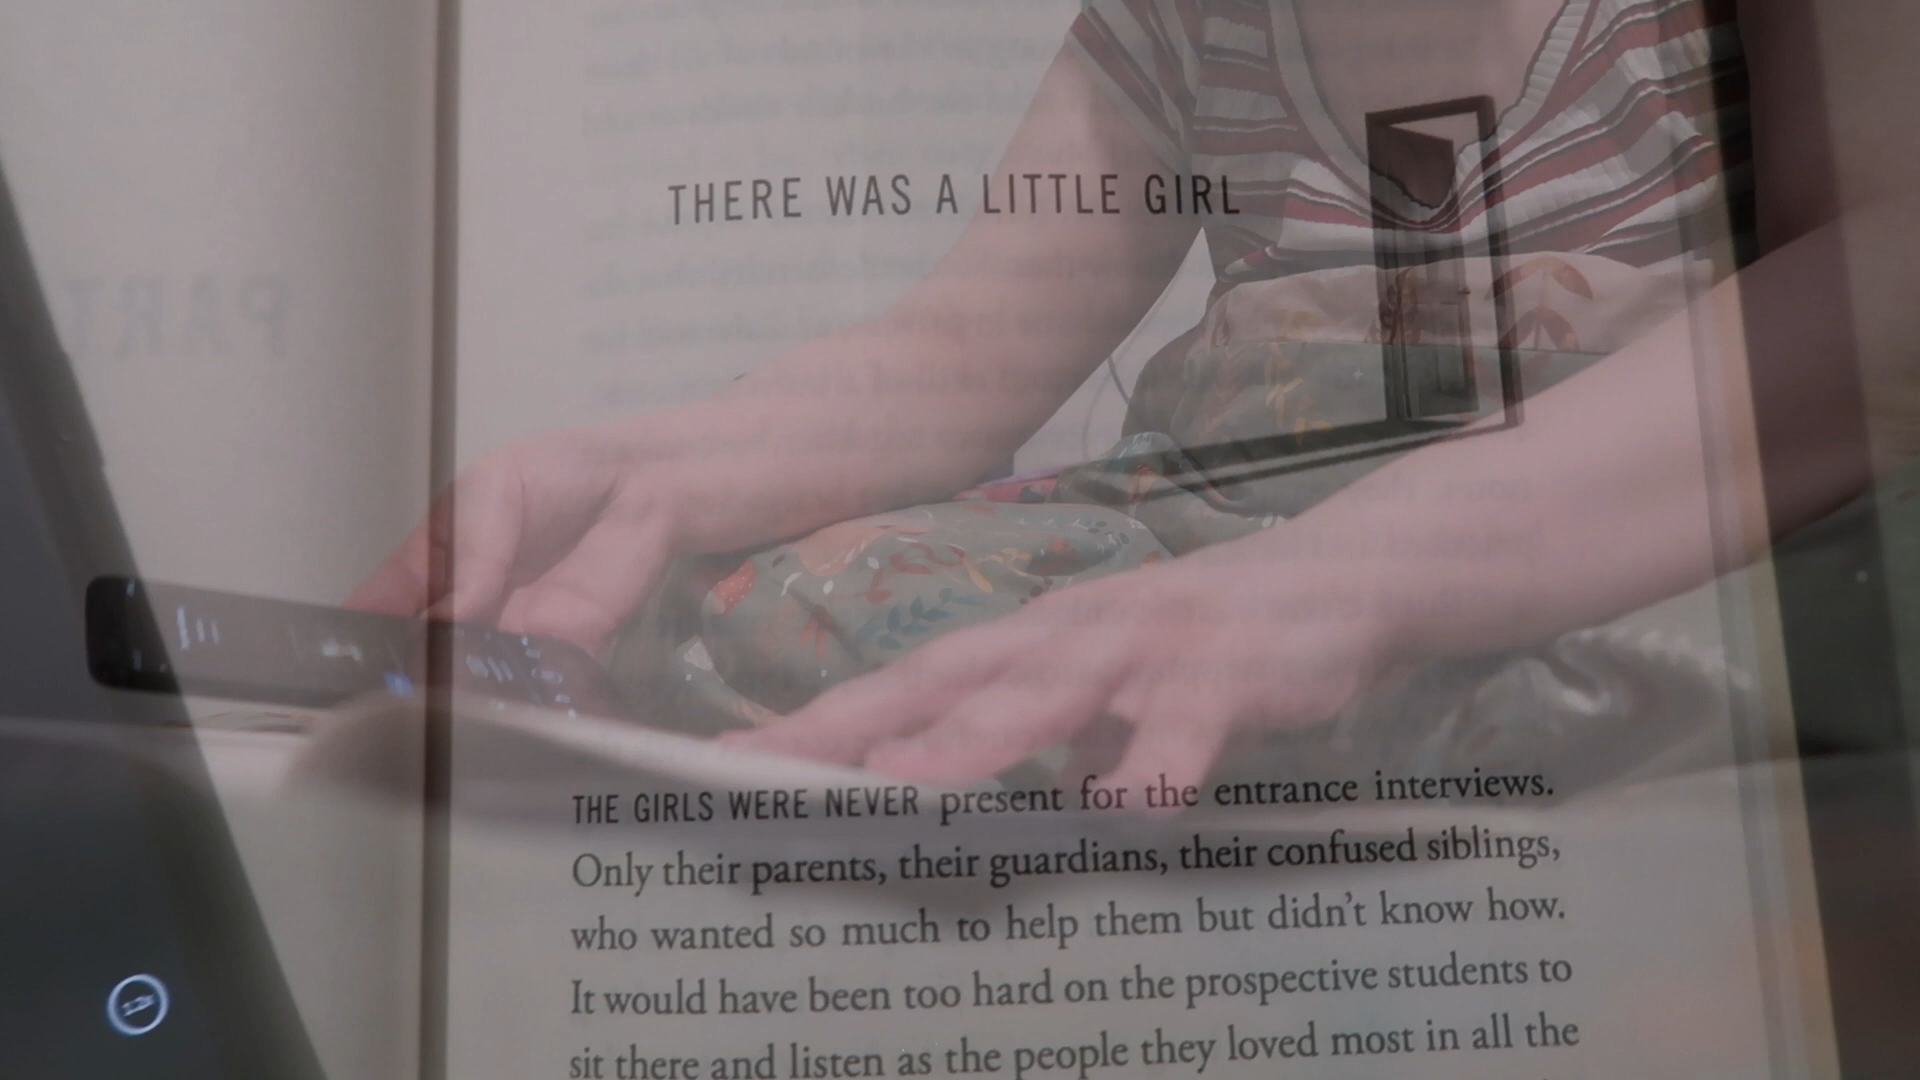 PART
THERE WAS A LITTLE GIRL
THE GIRLS WERE NEVER present for the entrance interviews.
Only their parents, their guardians, their confused siblings,
who wanted so much to help them but didn't know how.
It would have been too hard on the prospective students to
sit there and listen as the people they loved most in all the